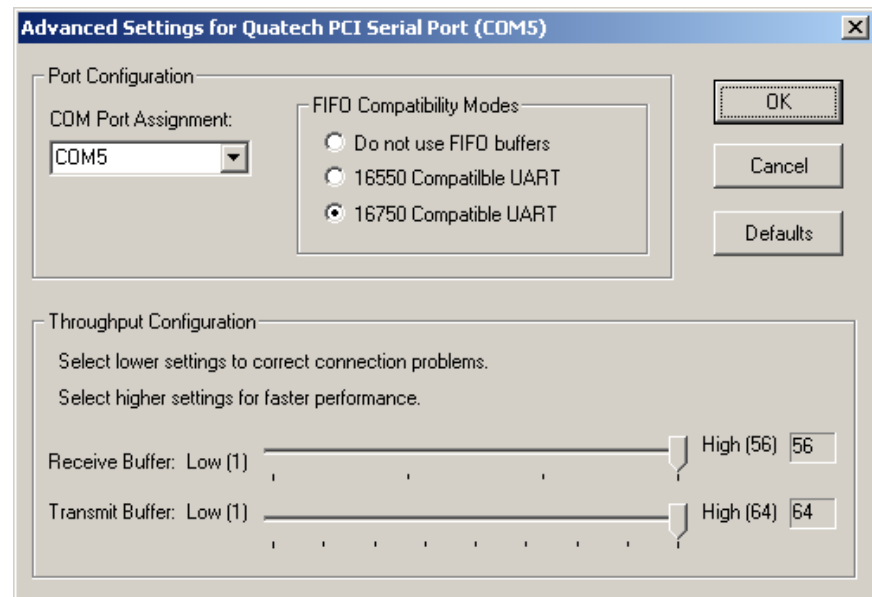 Advanced Settings for Quatech PCI Serial Port (COM5)
Port Configuration
COM Port Assignment:
COM5
FIFO Compatibility Modes
Do not use FIFO buffers
16550 Compatilble UART
16750 Compatible UART
OK
Cancel
Defaults
Throughput Configuration
Select lower settings to correct connection problems.
Select higher settings for faster performance.
Receive Buffer: Low (1) High (56) 56
Transmit Buffer: Low (1) High (64) 64